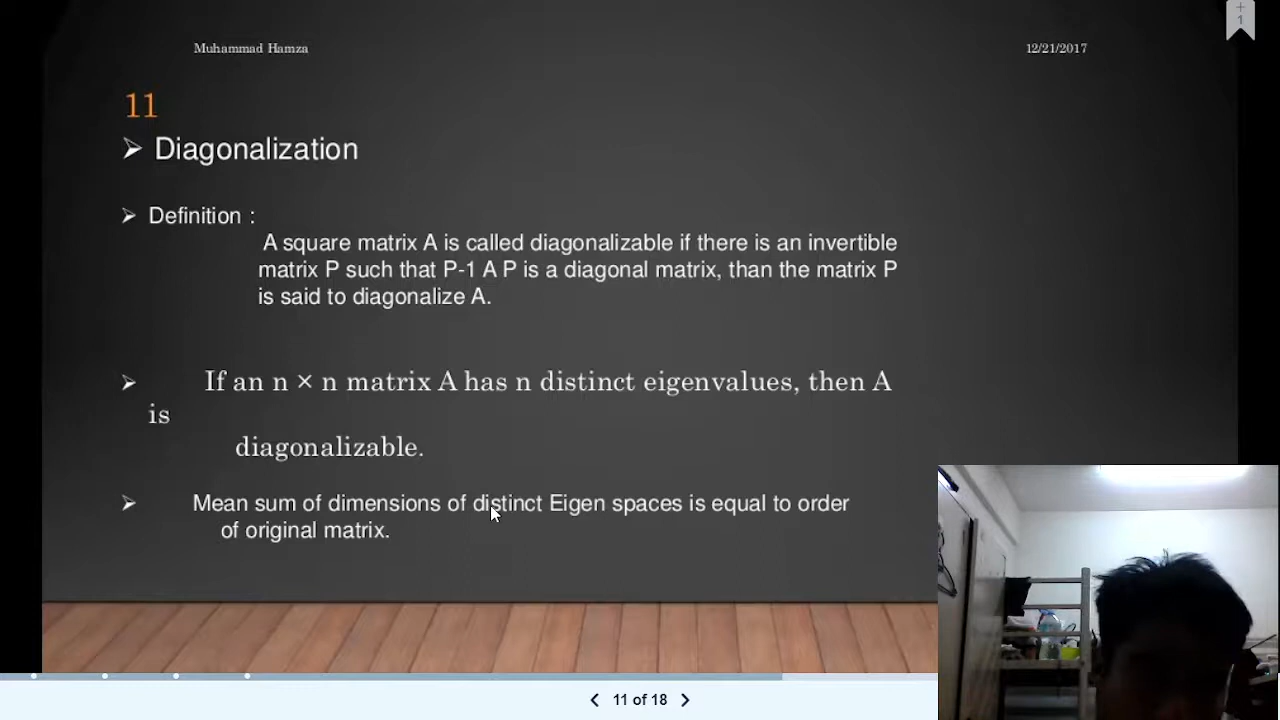 Muhammad Hamza
12/21/2017
+
1
11
➢ Diagonalization
➢ Definition :
A square matrix A is called diagonalizable if there is an invertible
matrix P such that P-1 A P is a diagonal matrix, than the matrix P
is said to diagonalize A.
➢ If an n × n matrix A has n distinct eigenvalues, then A
is
diagonalizable.
➢ Mean sum of dimensions of distinct Eigen spaces is equal to order
of original matrix.
11 of 18